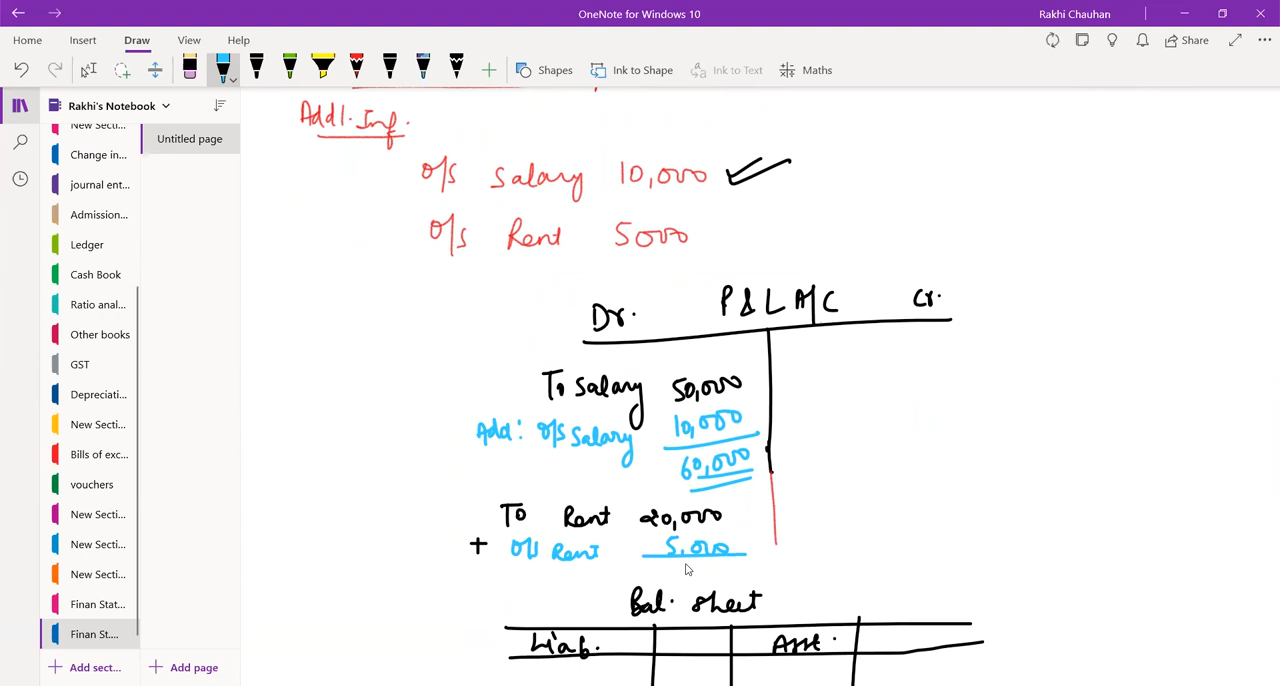 OneNote for Windows 10
Rakhi Chauhan
Home Insert Draw View Help
Share
Shapes Ink to Shape Ink to Text Maths
Rakhi's Notebook
Untitled page
New Secti...
Change in...
journal ent...
Admission...
Ledger
Cash Book
Ratio anal...
Other books
GST
Depreciati...
New Secti...
Bills of exc...
vouchers
New Secti...
New Secti...
New Secti...
Finan Stat...
Finan St....
Add sect... Add page
Addl. Inf.
O/s Salary 10,000
O/s Rent 5000
Dr. P & L A/C Cr.
To Salary 50,000
Add: O/s Salary 10,000
60,000
To Rent 20,000
+ O/s Rent 5,000
Bal. Sheet
Liab. Asst.